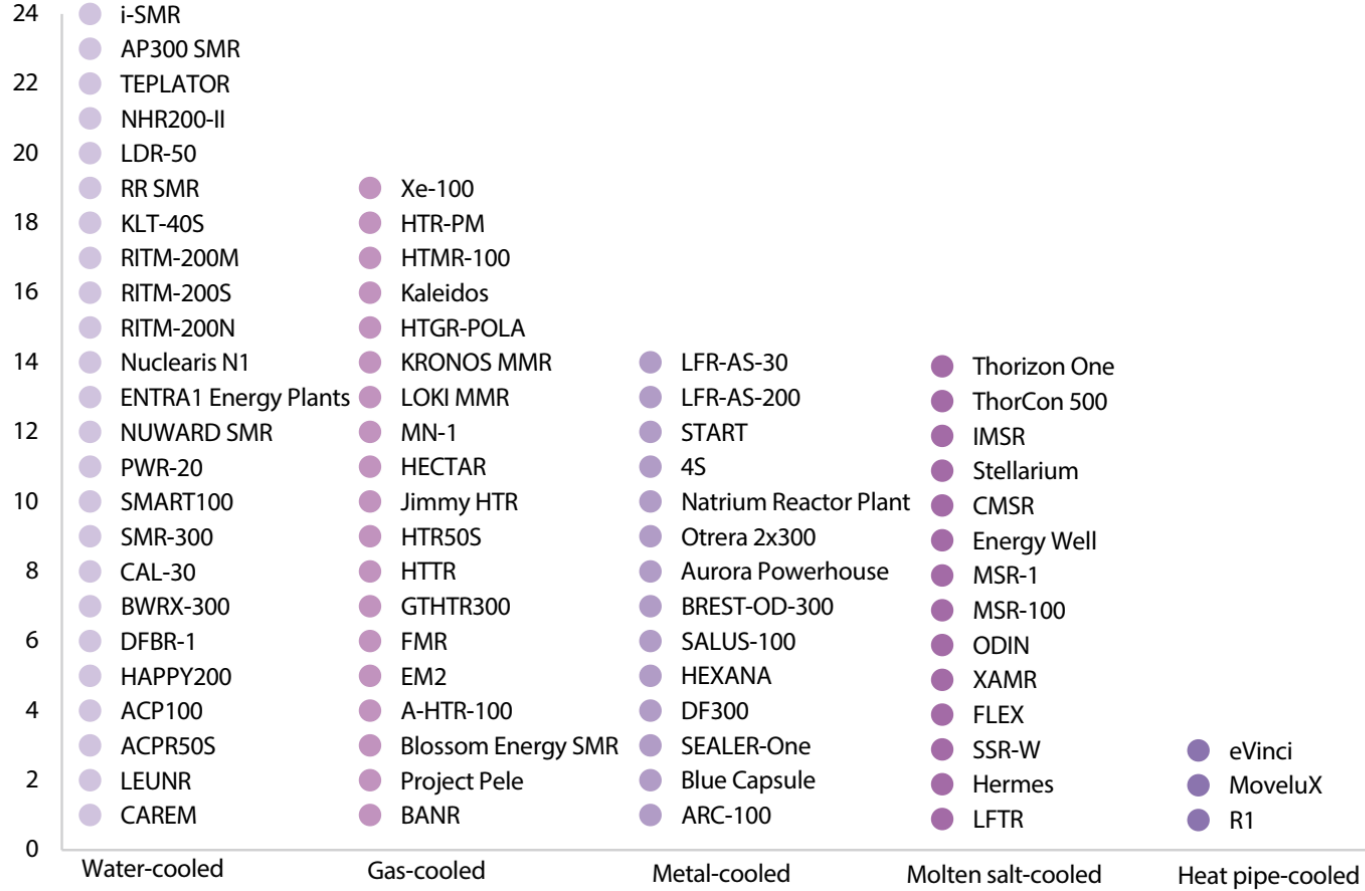 24 i-SMR
AP300 SMR
22 TEPLATOR
NHR200-II
20 LDR-50
RR SMR Xe-100
18 KLT-40S HTR-PM
RITM-200M HTMR-100
16 RITM-200S Kaleidos
RITM-200N HTGR-POLA
14 Nuclearis N1 KRONOS MMR LFR-AS-30 Thorizon One
ENTRA1 Energy Plants LOKI MMR LFR-AS-200 ThorCon 500
12 NUWARD SMR MN-1 START IMSR
PWR-20 HECTAR 4S Stellarium
10 SMART100 Jimmy HTR Natrium Reactor Plant CMSR
SMR-300 HTR50S Otrera 2x300 Energy Well
8 CAL-30 HTTR Aurora Powerhouse MSR-1
BWRX-300 GTHTR300 BREST-OD-300 MSR-100
6 DFBR-1 FMR SALUS-100 ODIN
HAPPY200 EM2 HEXANA XAMR
4 ACP100 A-HTR-100 DF300 FLEX
ACPR50S Blossom Energy SMR SEALER-One SSR-W eVinci
2 LEUNR Project Pele Blue Capsule Hermes MoveluX
CAREM BANR ARC-100 LFTR R1
0
Water-cooled Gas-cooled Metal-cooled Molten salt-cooled Heat pipe-cooled